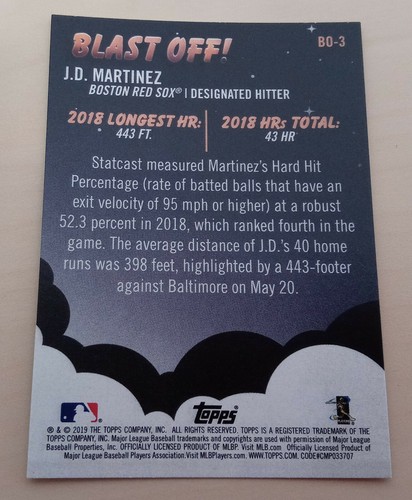 BLAST OFF!
BO-3
J.D. MARTINEZ
BOSTON RED SOX® | DESIGNATED HITTER
2018 LONGEST HR:
443 FT.
2018 HRs TOTAL:
43 HR
Statcast measured Martinez's Hard Hit
Percentage (rate of batted balls that have an
exit velocity of 95 mph or higher) at a robust
52.3 percent in 2018, which ranked fourth in the
game. The average distance of J.D.'s 40 home
runs was 398 feet, highlighted by a 443-footer
against Baltimore on May 20.
topps
® & © 2019 THE TOPPS COMPANY, INC. ALL RIGHTS RESERVED. TOPPS IS A REGISTERED TRADEMARK OF THE
TOPPS COMPANY, INC. Major League Baseball trademarks and copyrights are used with permission of Major League
Baseball Properties, Inc. OFFICIALLY LICENSED PRODUCT OF MLBP. Visit MLB.com Officially Licensed Product of
Major League Baseball Players Association.Visit MLBPlayers.com. WWW.TOPPS.COM. CODE#CMP033707